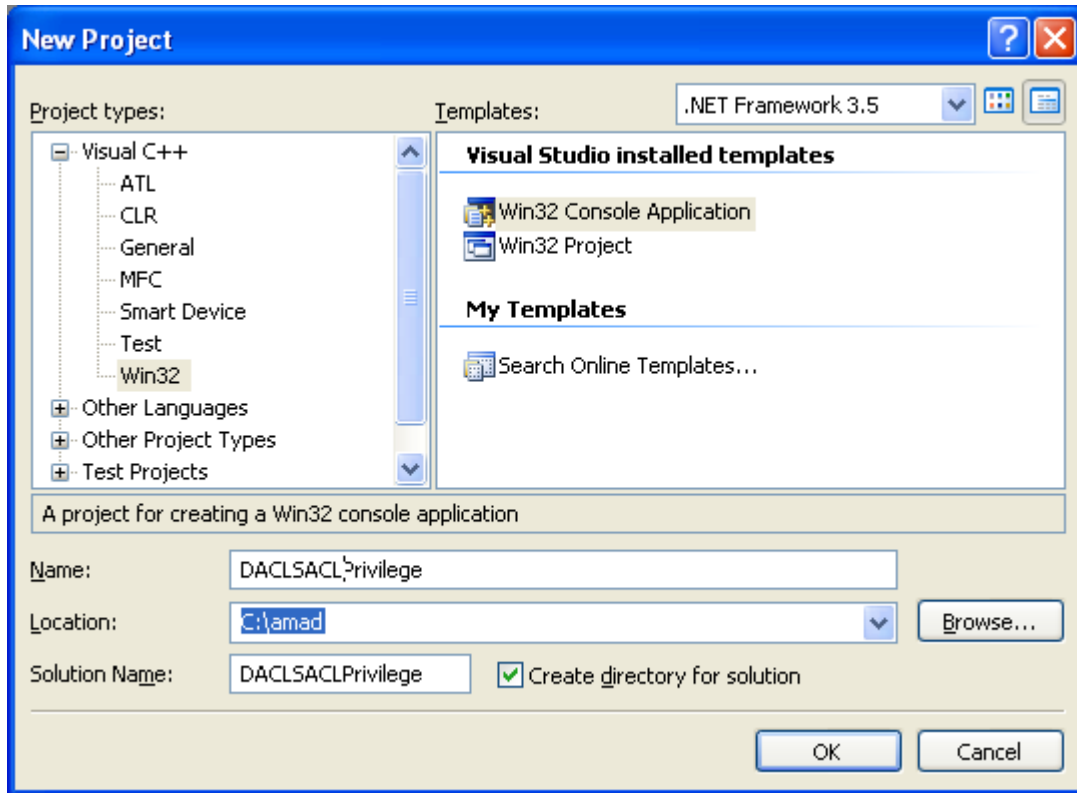 New Project
Project types:
Templates:
.NET Framework 3.5
Visual C++
ATL
CLR
General
MFC
Smart Device
Test
Win32
Other Languages
Other Project Types
Test Projects
Visual Studio installed templates
Win32 Console Application
Win32 Project
My Templates
Search Online Templates...
A project for creating a Win32 console application
Name:
DACLSACLPrivilege
Location:
C:\amad
Browse...
Solution Name:
DACLSACLPrivilege
Create directory for solution
OK
Cancel